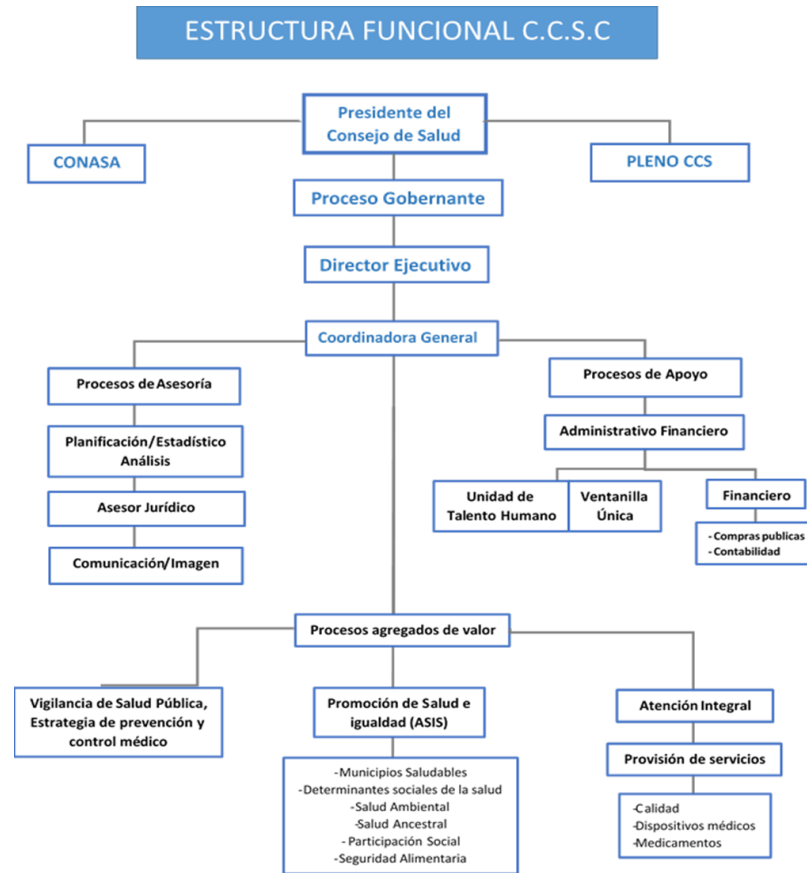 ESTRUCTURA FUNCIONAL C.C.S.C
Presidente del
Consejo de Salud
CONASA
PLENO CCS
Proceso Gobernante
Director Ejecutivo
Coordinadora General
Procesos de Asesoría
Planificación/Estadístico
Análisis
Asesor Jurídico
Comunicación/Imagen
Procesos de Apoyo
Administrativo Financiero
Unidad de
Talento Humano
Ventanilla
Única
Financiero
- Compras publicas
- Contabilidad
Procesos agregados de valor
Vigilancia de Salud Pública,
Estrategia de prevención y
control médico
Promoción de Salud e
igualdad (ASIS)
-Municipios Saludables
-Determinantes sociales de la salud
-Salud Ambiental
-Salud Ancestral
-Participación Social
-Seguridad Alimentaria
Atención Integral
Provisión de servicios
-Calidad
-Dispositivos médicos
-Medicamentos